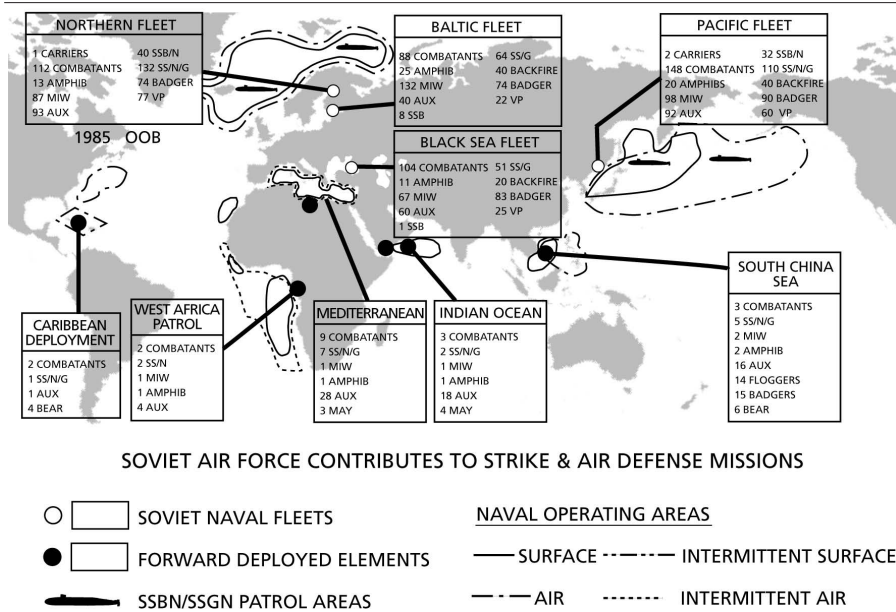 NORTHERN FLEET
1 CARRIERS 40 SSB/N
112 COMBATANTS 132 SS/N/G
13 AMPHIB 74 BADGER
87 MIW 77 VP
93 AUX
1985 OOB
BALTIC FLEET
88 COMBATANTS 64 SS/G
25 AMPHIB 40 BACKFIRE
132 MIW 74 BADGER
40 AUX 22 VP
8 SSB
PACIFIC FLEET
2 CARRIERS 32 SSB/N
148 COMBATANTS 110 SS/N/G
20 AMPHIBS 40 BACKFIRE
98 MIW 90 BADGER
92 AUX 60 VP
BLACK SEA FLEET
104 COMBATANTS 51 SS/G
11 AMPHIB 20 BACKFIRE
67 MIW 83 BADGER
60 AUX 25 VP
1 SSB
CARIBBEAN
DEPLOYMENT
2 COMBATANTS
1 SS/N/G
1 AUX
4 BEAR
WEST AFRICA
PATROL
2 COMBATANTS
2 SS/N
1 MIW
1 AMPHIB
4 AUX
MEDITERRANEAN
9 COMBATANTS
7 SS/N/G
1 MIW
1 AMPHIB
28 AUX
3 MAY
INDIAN OCEAN
3 COMBATANTS
2 SS/N/G
1 MIW
1 AMPHIB
18 AUX
4 MAY
SOUTH CHINA
SEA
3 COMBATANTS
5 SS/N/G
2 MIW
2 AMPHIB
16 AUX
14 FLOGGERS
15 BADGERS
6 BEAR
SOVIET AIR FORCE CONTRIBUTES TO STRIKE & AIR DEFENSE MISSIONS
SOVIET NAVAL FLEETS
FORWARD DEPLOYED ELEMENTS
SSBN/SSGN PATROL AREAS
NAVAL OPERATING AREAS
SURFACE INTERMITTENT SURFACE
AIR INTERMITTENT AIR